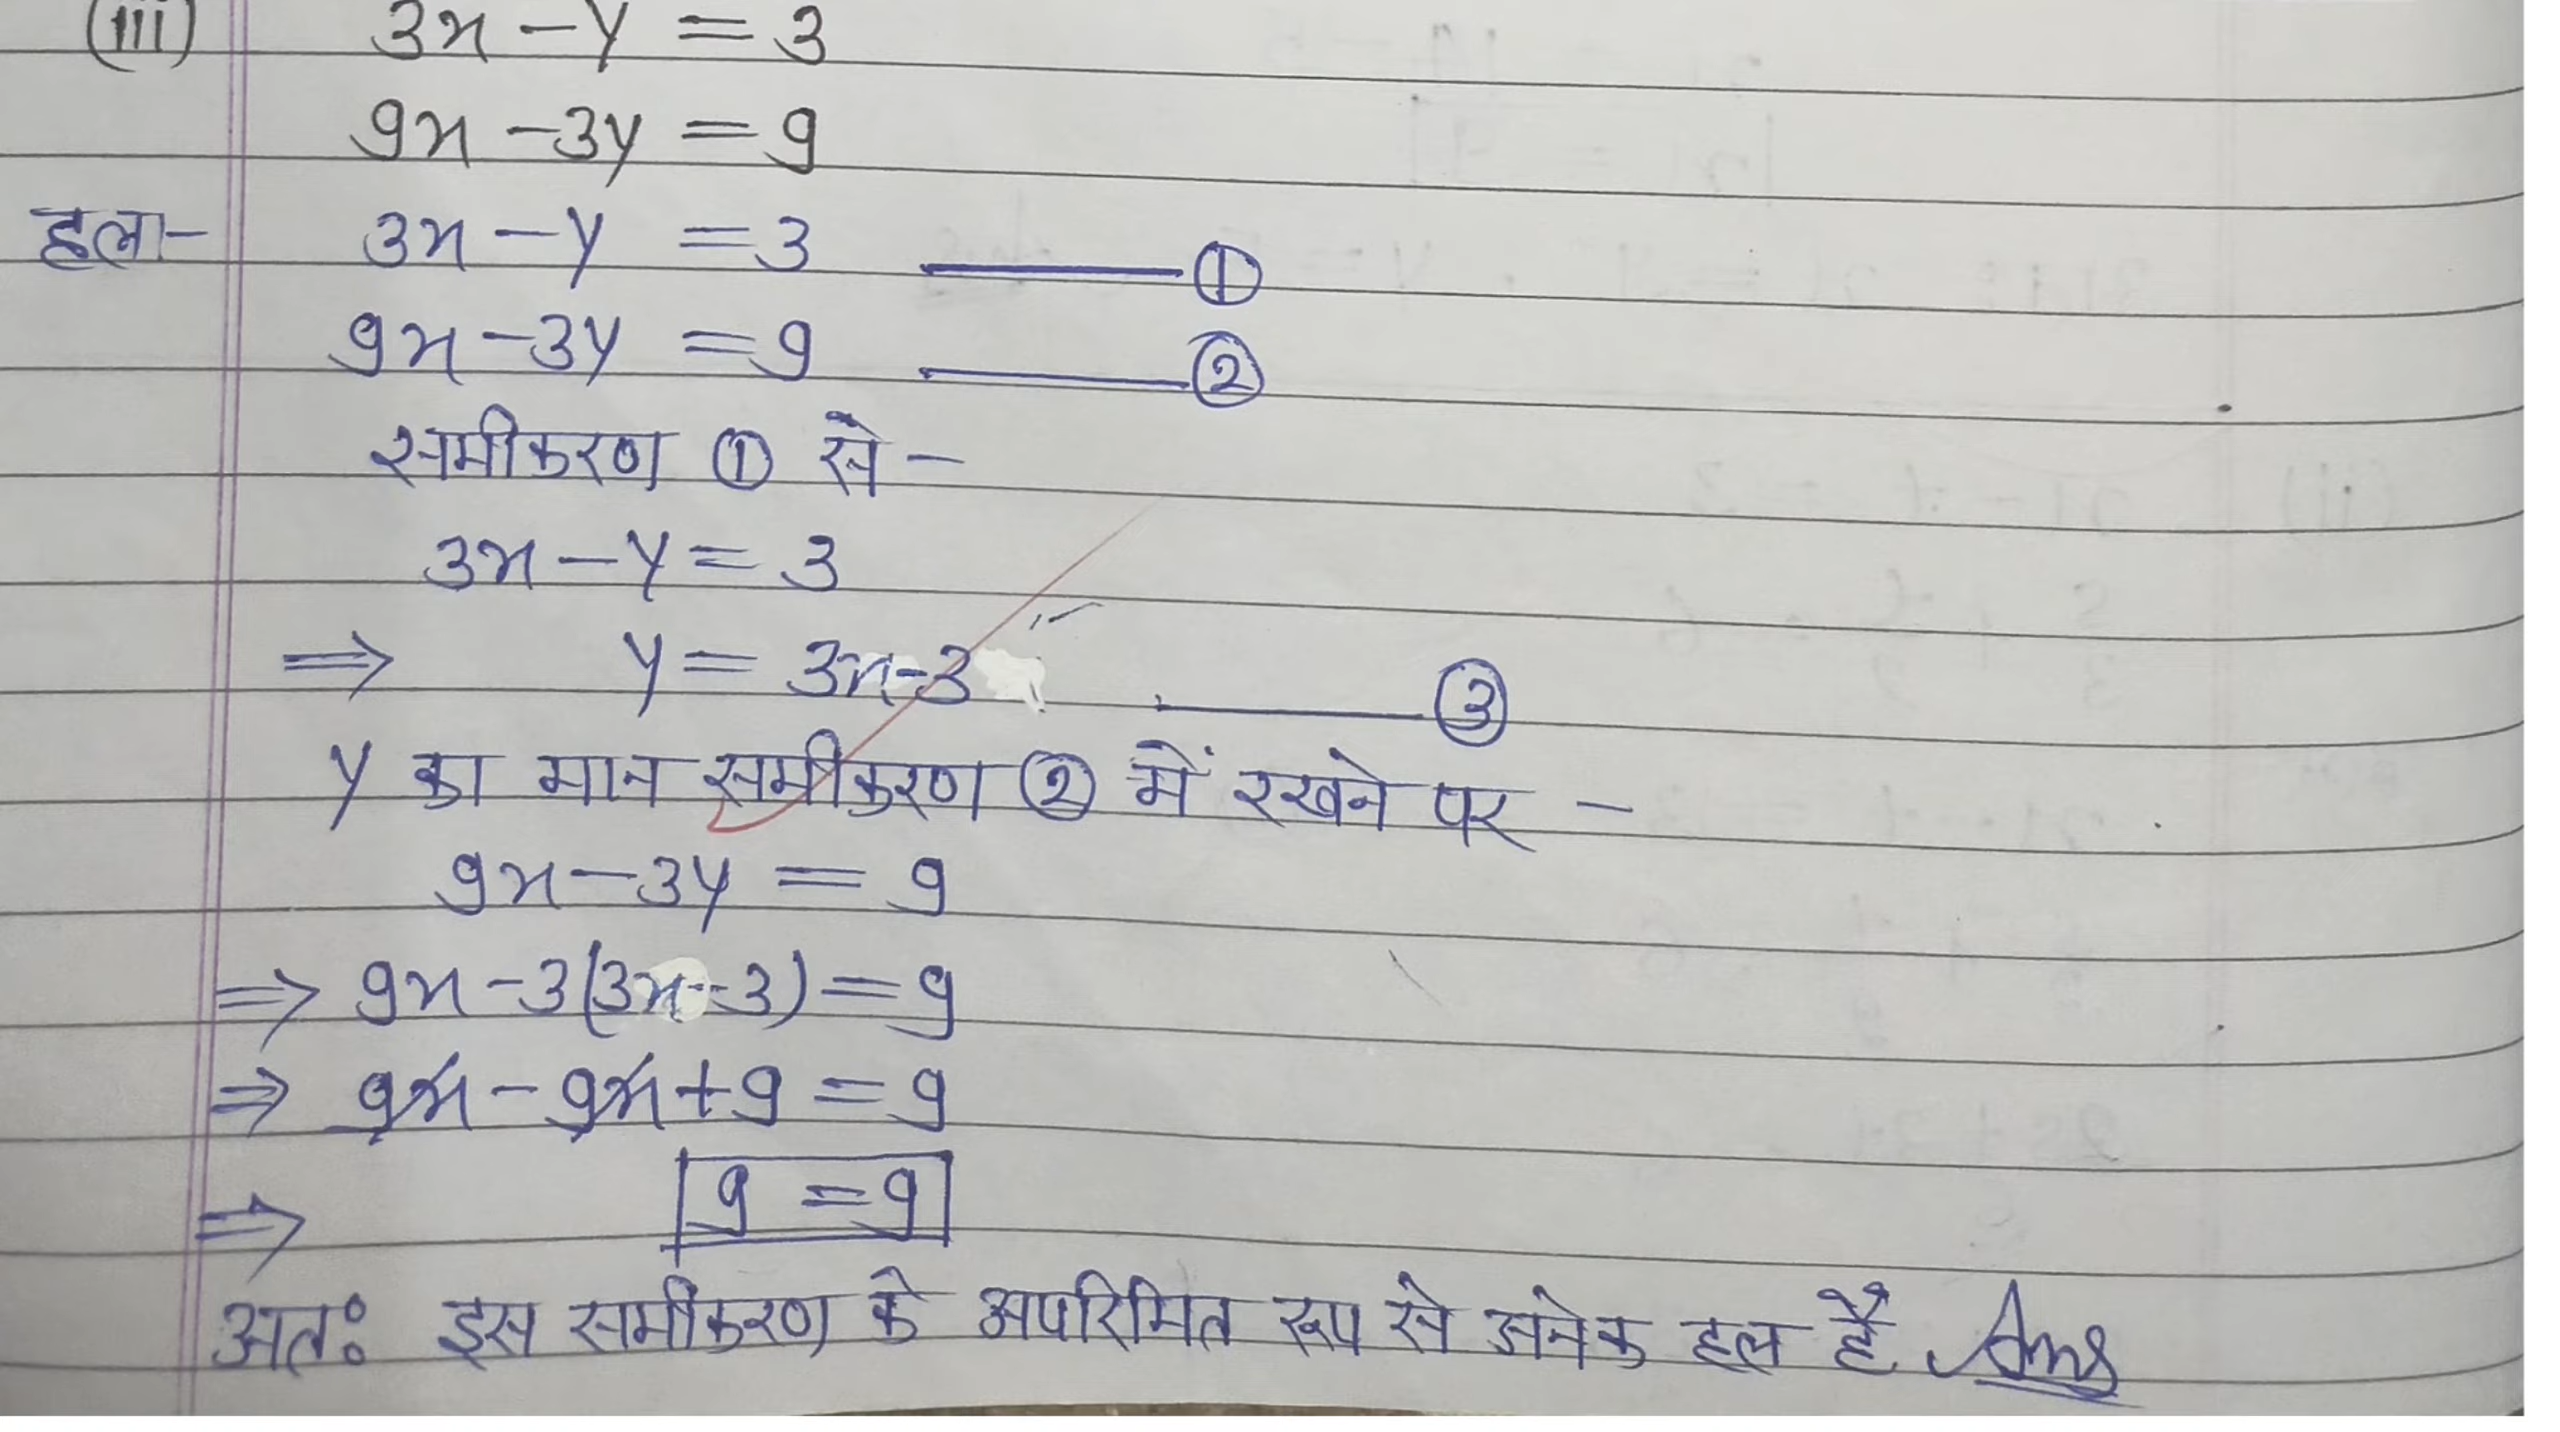 (iii) 3x - y = 3
9x - 3y = 9
हल:- 3x - y = 3 ——— ①
9x - 3y = 9 ——— ②
समीकरण ① से -
3x - y = 3
⇒ y = 3x - 3 ——— ③
y का मान समीकरण ② में रखने पर -
9x - 3y = 9
⇒ 9x - 3(3x - 3) = 9
⇒ 9x - 9x + 9 = 9
⇒ 9 = 9
अतः इस समीकरण के अपरिमित रूप से अनेक हल है Ans